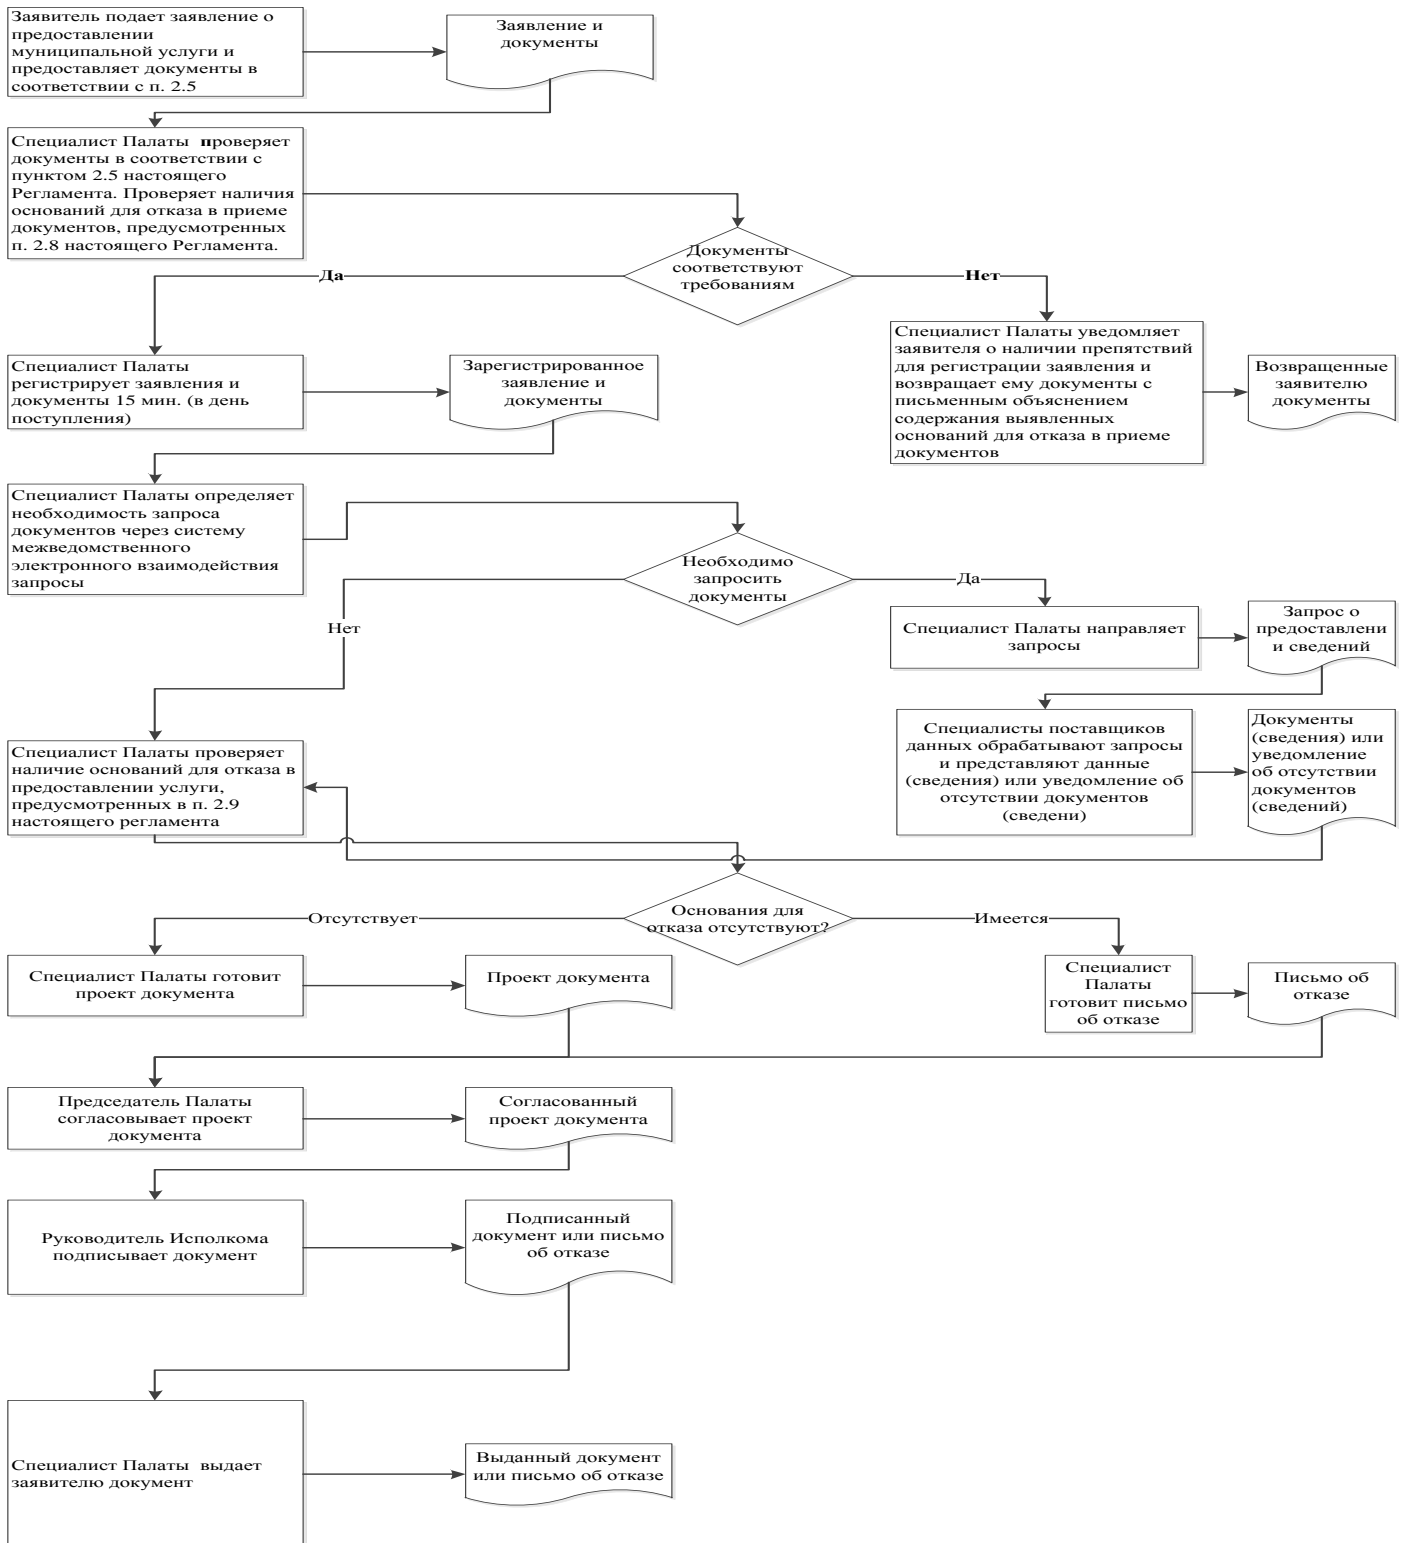 Заявитель подает заявление о
предоставлении
муниципальной услуги и
предоставляет документы в
соответствии с п. 2.5
Заявление и
документы
Специалист Палаты  проверяет
документы в соответствии с
пунктом 2.5 настоящего
Регламента. Проверяет наличия
оснований для отказа в приеме
документов, предусмотренных
п. 2.8 настоящего Регламента.
Документы
соответствуют
требованиям
Да
Нет
Специалист Палаты
регистрирует заявления и
документы 15 мин. (в день
поступления)
Зарегистрированное
заявление и
документы
Специалист Палаты уведомляет
заявителя о наличии препятствий
для регистрации заявления и
возвращает ему документы с
письменным объяснением
содержания выявленных
оснований для отказа в приеме
документов
Возвращенные
заявителю
документы
Специалист Палаты определяет
необходимость запроса
документов через систему
межведомственного
электронного взаимодействия
запросы
Необходимо
запросить
документы
Да
Нет
Специалист Палаты направляет
запросы
Запрос о
предоставлени
и сведений
Специалисты поставщиков
данных обрабатывают запросы
и представляют данные
(сведения) или уведомление об
отсутствии документов
(сведени)
Документы
(сведения) или
уведомление
об отсутствии
документов
(сведений)
Специалист Палаты проверяет
наличие оснований для отказа в
предоставлении услуги,
предусмотренных в п. 2.9
настоящего регламента
Основания для
отказа отсутствуют?
Отсутствует
Имеется
Специалист Палаты готовит
проект документа
Проект документа
Специалист
Палаты
готовит письмо
об отказе
Письмо об
отказе
Председатель Палаты
согласовывает проект
документа
Согласованный
проект документа
Руководитель Исполкома
подписывает документ
Подписанный
документ или письмо
об отказе
Специалист Палаты  выдает
заявителю документ
Выданный документ
или письмо об отказе